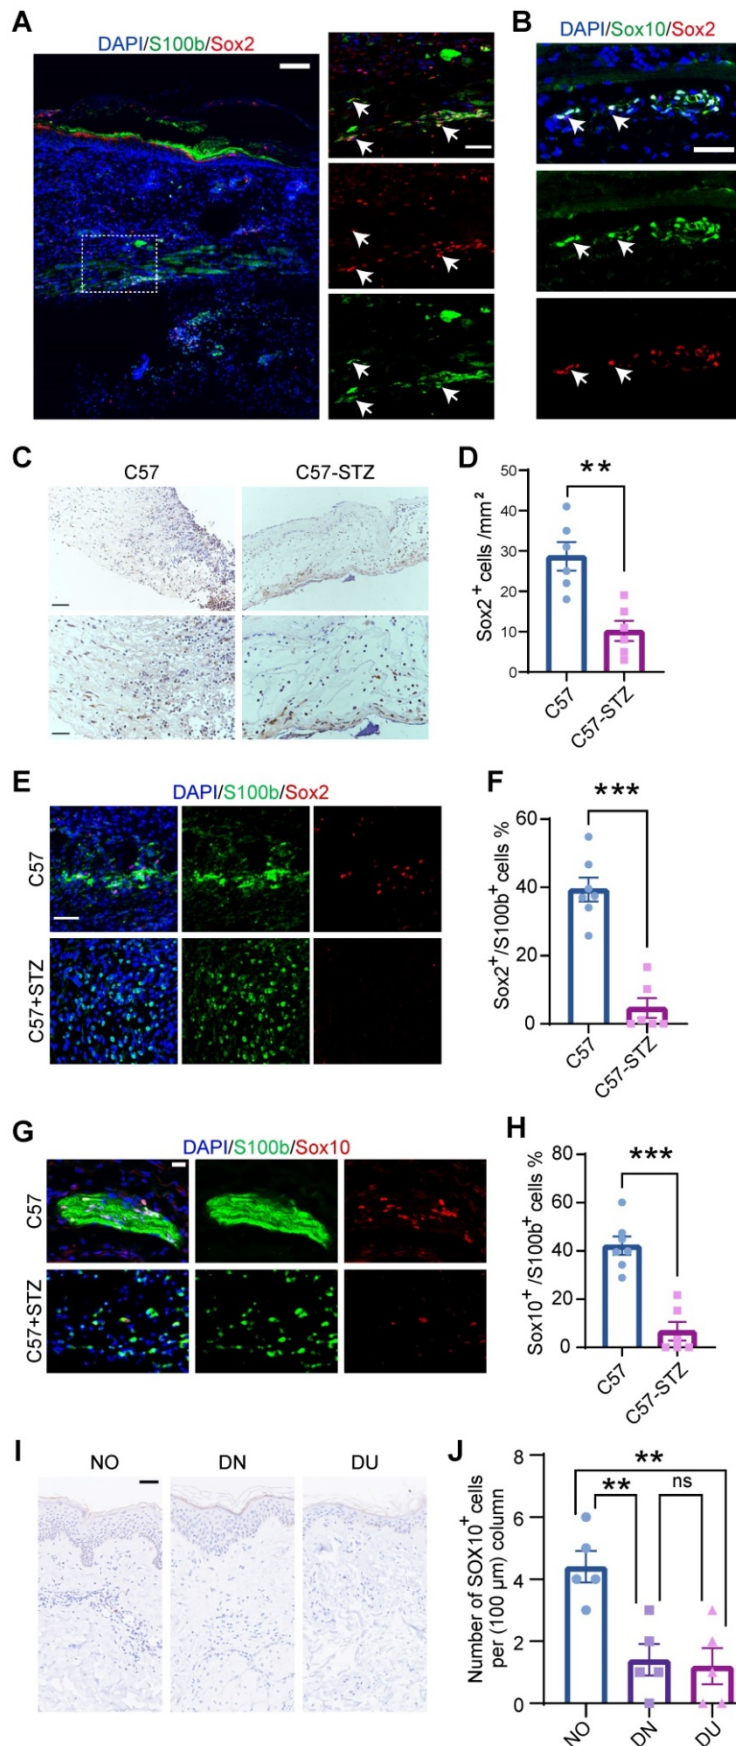 A
DAPI/S100b/Sox2
B
DAPI/Sox10/Sox2
C
C57
C57-STZ
D
Sox2⁺ cells /mm²
50
40
30
20
10
0
**
C57
C57-STZ
E
DAPI/S100b/Sox2
C57
C57+STZ
F
Sox2⁺/S100b⁺ cells %
60
40
20
0
***
C57
C57-STZ
G
DAPI/S100b/Sox10
C57
C57+STZ
H
Sox10⁺ /S100b⁺ cells %
80
60
40
20
0
***
C57
C57-STZ
I
NO
DN
DU
J
Number of SOX10⁺ cells
per (100 µm) column
8
6
4
2
0
**
**
ns
NO
DN
DU